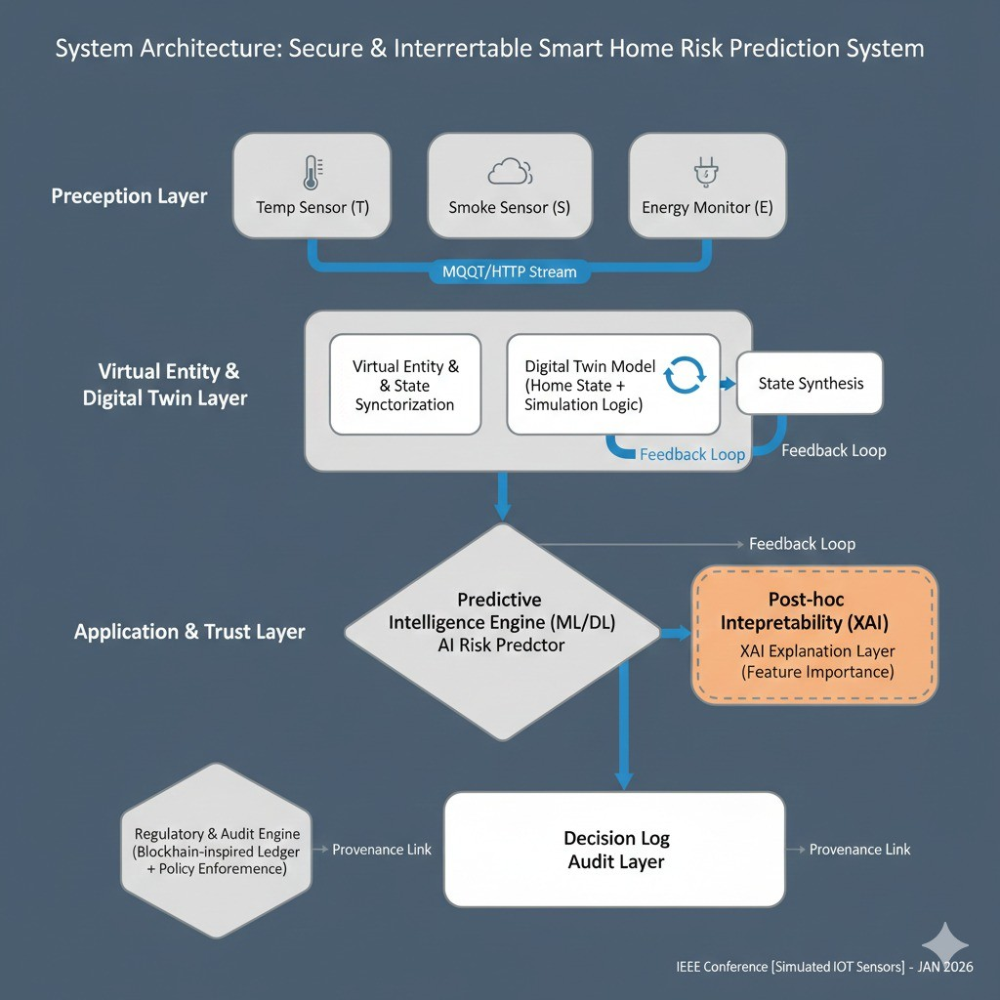 System Architecture: Secure & Interrertable Smart Home Risk Prediction System
Preception Layer
Temp Sensor (T)
Smoke Sensor (S)
Energy Monitor (E)
MQQT/HTTP Stream
Virtual Entity &
Digital Twin Layer
Virtual Entity &
& State
Synctorization
Digital Twin Model
(Home State +
Simulation Logic)
State Synthesis
Feedback Loop
Feedback Loop
Feedback Loop
Application & Trust Layer
Predictive
Intelligence Engine (ML/DL)
AI Risk Predctor
Post-hoc
Intepretability (XAI)
XAI Explanation Layer
(Feature Importance)
Regulatory & Audit Engine
(Blockhain-inspired Ledger
+ Policy Enforemence)
Provenance Link
Decision Log
Audit Layer
Provenance Link
IEEE Conference [Simulated IOT Sensors] - JAN 2026